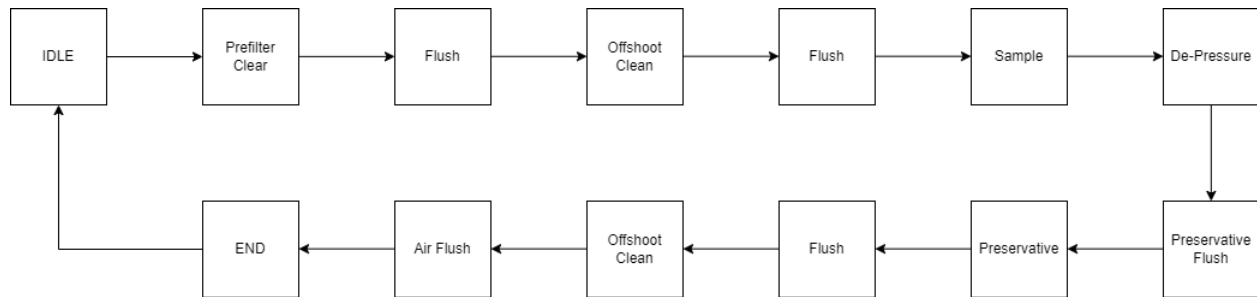 IDLE
Prefilter
Clear
Flush
Offshoot
Clean
Flush
Sample
De-Pressure
END
Air Flush
Offshoot
Clean
Flush
Preservative
Preservative
Flush